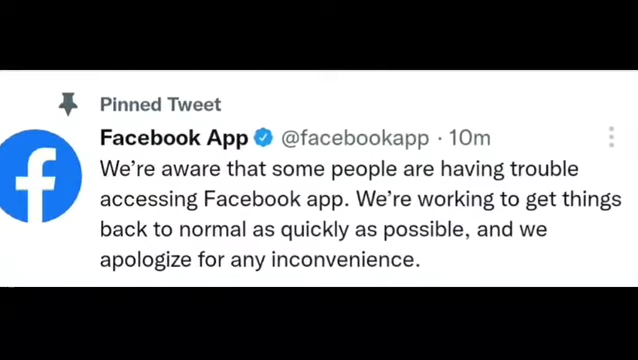 Pinned Tweet
Facebook App @facebookapp · 10m
We’re aware that some people are having trouble
accessing Facebook app. We’re working to get things
back to normal as quickly as possible, and we
apologize for any inconvenience.